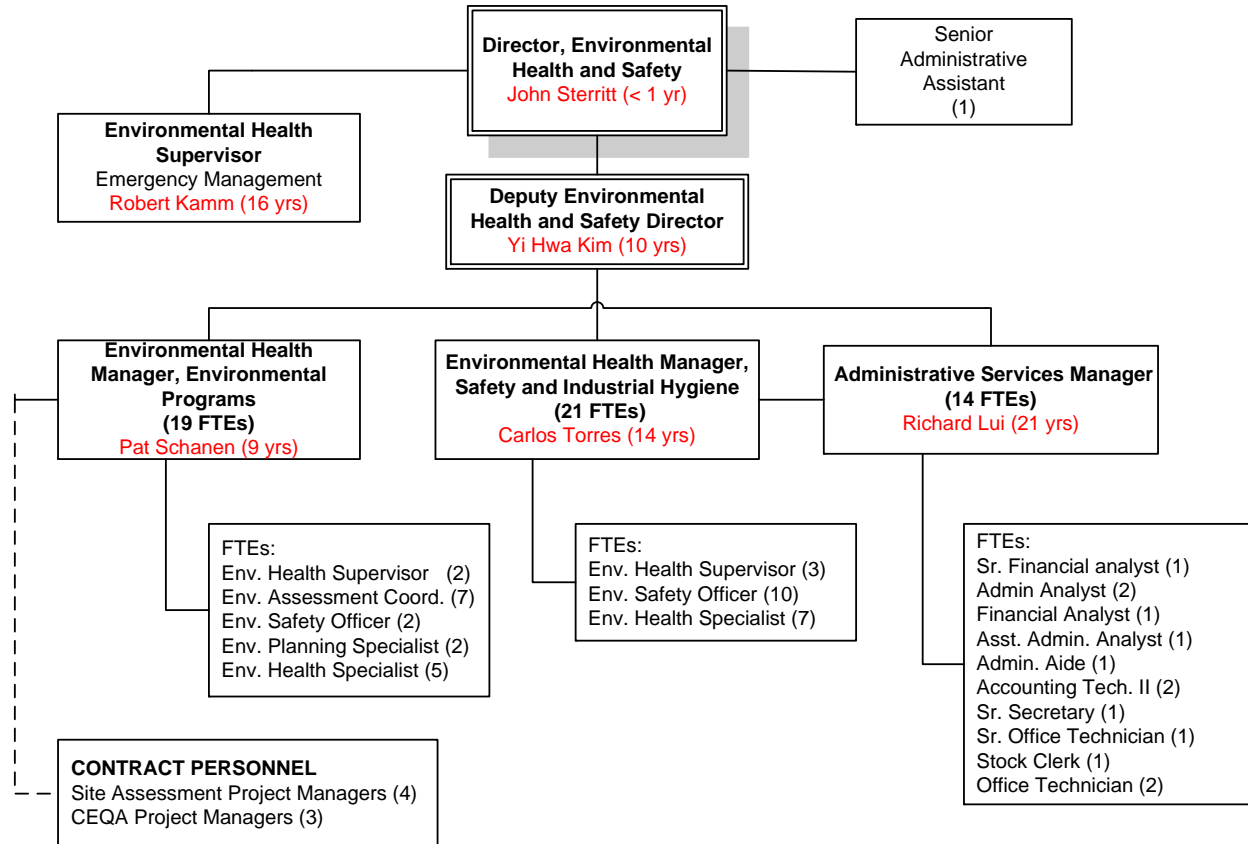 Director, Environmental
Health and Safety
John Sterritt (< 1 yr)
Senior
Administrative
Assistant
(1)
Environmental Health
Supervisor
Emergency Management
Robert Kamm (16 yrs)
Deputy Environmental
Health and Safety Director
Yi Hwa Kim (10 yrs)
Environmental Health
Manager, Environmental
Programs
(19 FTEs)
Pat Schanen (9 yrs)
Environmental Health Manager,
Safety and Industrial Hygiene
(21 FTEs)
Carlos Torres (14 yrs)
Administrative Services Manager
(14 FTEs)
Richard Lui (21 yrs)
FTEs:
Env. Health Supervisor (2)
Env. Assessment Coord. (7)
Env. Safety Officer (2)
Env. Planning Specialist (2)
Env. Health Specialist (5)
FTEs:
Env. Health Supervisor (3)
Env. Safety Officer (10)
Env. Health Specialist (7)
FTEs:
Sr. Financial analyst (1)
Admin Analyst (2)
Financial Analyst (1)
Asst. Admin. Analyst (1)
Admin. Aide (1)
Accounting Tech. II (2)
Sr. Secretary (1)
Sr. Office Technician (1)
Stock Clerk (1)
Office Technician (2)
CONTRACT PERSONNEL
Site Assessment Project Managers (4)
CEQA Project Managers (3)